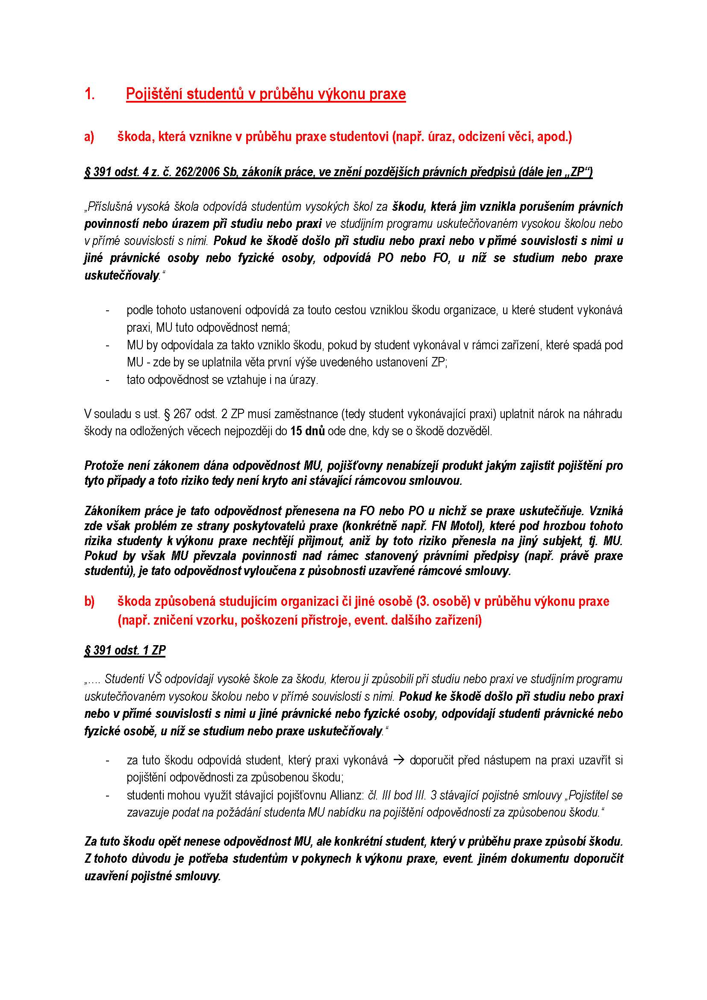 1. Pojištění studentů v průběhu výkonu praxe
a) škoda, která vznikne v průběhu praxe studentovi (např. úraz, odcizení věci, apod.)
§ 391 odst. 4 z. č. 262/2006 Sb, zákoník práce, ve znění pozdějších právních předpisů (dále jen „ZP“)
„Příslušná vysoká škola odpovídá studentům vysokých škol za škodu, která jim vznikla porušením právních
povinností nebo úrazem při studiu nebo praxi ve studijním programu uskutečňovaném vysokou školou nebo
v přímé souvislosti s nimi. Pokud ke škodě došlo při studiu nebo praxi nebo v přímé souvislosti s nimi u
jiné právnické osoby nebo fyzické osoby, odpovídá PO nebo FO, u níž se studium nebo praxe
uskutečňovaly.“
- podle tohoto ustanovení odpovídá za touto cestou vzniklou škodu organizace, u které student vykonává
praxi, MU tuto odpovědnost nemá;
- MU by odpovídala za takto vzniklo škodu, pokud by student vykonával v rámci zařízení, které spadá pod
MU - zde by se uplatnila věta první výše uvedeného ustanovení ZP;
- tato odpovědnost se vztahuje i na úrazy.
V souladu s ust. § 267 odst. 2 ZP musí zaměstnance (tedy student vykonávající praxi) uplatnit nárok na náhradu
škody na odložených věcech nejpozději do 15 dnů ode dne, kdy se o škodě dozvěděl.
Protože není zákonem dána odpovědnost MU, pojišťovny nenabízejí produkt jakým zajistit pojištění pro
tyto případy a toto riziko tedy není kryto ani stávající rámcovou smlouvou.
Zákoníkem práce je tato odpovědnost přenesena na FO nebo PO u nichž se praxe uskutečňuje. Vzniká
zde však problém ze strany poskytovatelů praxe (konkrétně např. FN Motol), které pod hrozbou tohoto
rizika studenty k výkonu praxe nechtějí přijmout, aniž by toto riziko přenesla na jiný subjekt, tj. MU.
Pokud by však MU převzala povinnosti nad rámec stanovený právními předpisy (např. právě praxe
studentů), je tato odpovědnost vyloučena z působnosti uzavřené rámcové smlouvy.
b) škoda způsobená studujícím organizaci či jiné osobě (3. osobě) v průběhu výkonu praxe
(např. zničení vzorku, poškození přístroje, event. dalšího zařízení)
§ 391 odst. 1 ZP
„.... Studenti VŠ odpovídají vysoké škole za škodu, kterou jí způsobili při studiu nebo praxi ve studijním programu
uskutečňovaném vysokou školou nebo v přímé souvislosti s nimi. Pokud ke škodě došlo při studiu nebo praxi
nebo v přímé souvislosti s nimi u jiné právnické nebo fyzické osoby, odpovídají studenti právnické nebo
fyzické osobě, u níž se studium nebo praxe uskutečňovaly.“
- za tuto škodu odpovídá student, který praxi vykonává → doporučit před nástupem na praxi uzavřít si
pojištění odpovědnosti za způsobenou škodu;
- studenti mohou využít stávající pojišťovnu Allianz: čl. III bod III. 3 stávající pojistné smlouvy „Pojistitel se
zavazuje podat na požádání studenta MU nabídku na pojištění odpovědnosti za způsobenou škodu.“
Za tuto škodu opět nenese odpovědnost MU, ale konkrétní student, který v průběhu praxe způsobí škodu.
Z tohoto důvodu je potřeba studentům v pokynech k výkonu praxe, event. jiném dokumentu doporučit
uzavření pojistné smlouvy.